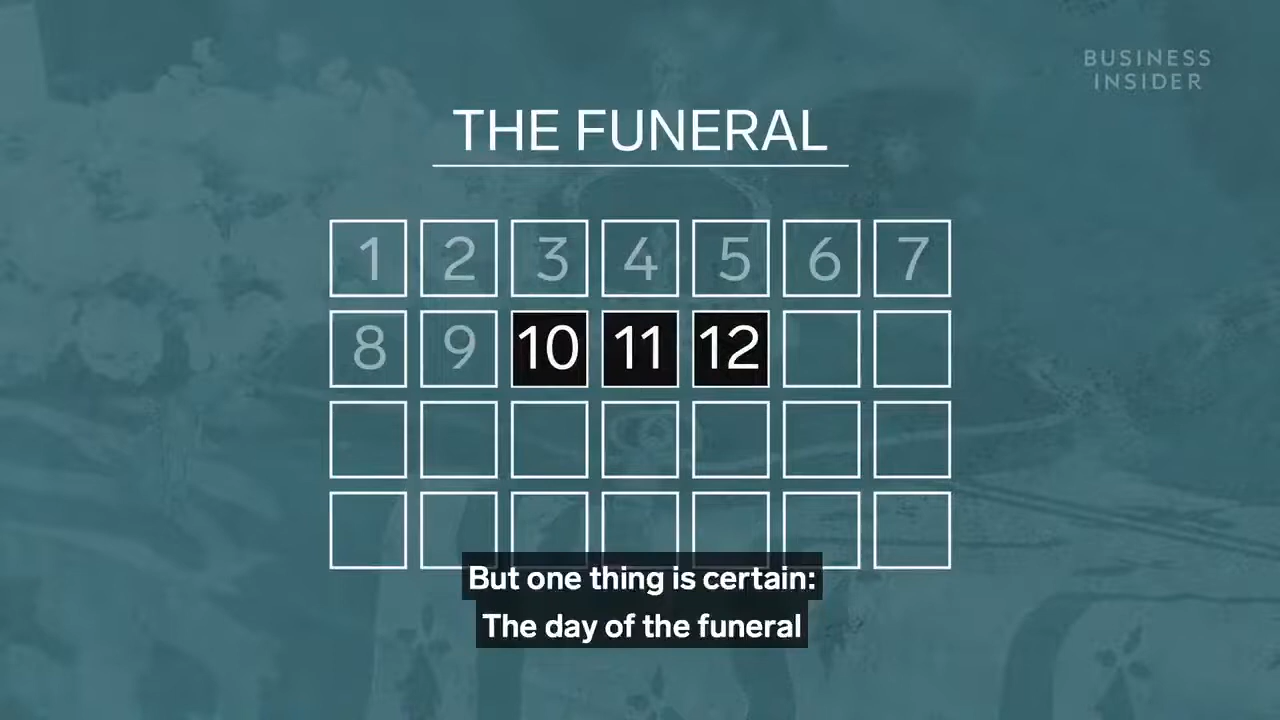 BUSINESS
INSIDER
THE FUNERAL
1 2 3 4 5 6 7
8 9 10 11 12
But one thing is certain:
The day of the funeral